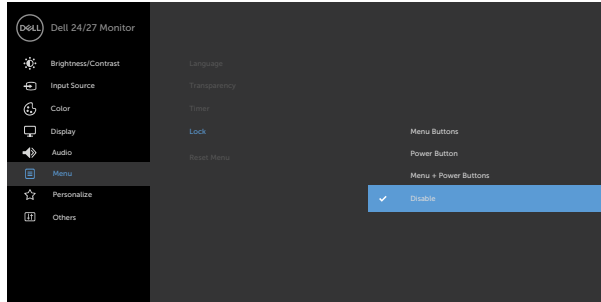 DELL Dell 24/27 Monitor
Brightness/Contrast
Input Source
Color
Display
Audio
Menu
Personalize
Others
Language
Transparency
Timer
Lock
Reset Menu
Menu Buttons
Power Button
Menu + Power Buttons
Disable